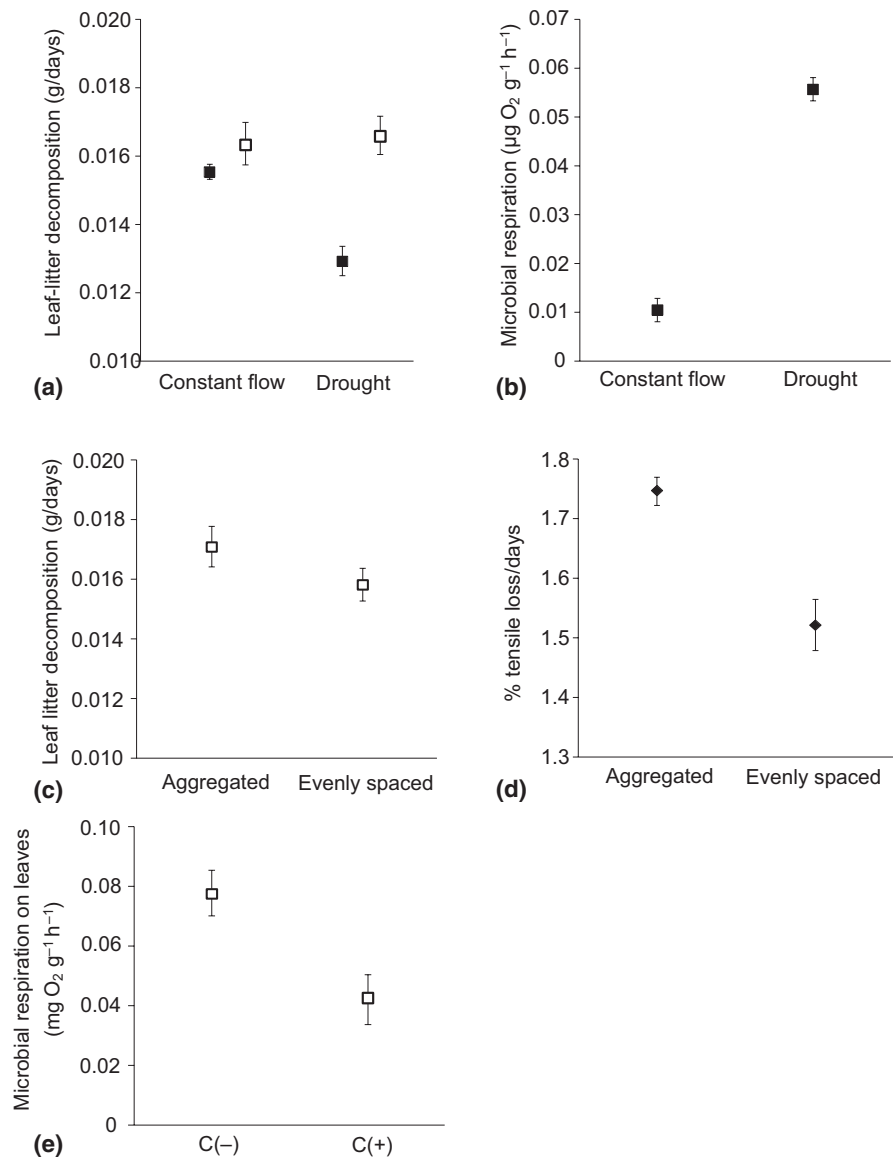 0.020
0.018
0.016
0.014
0.012
0.010
Leaf-litter decomposition (g/days)
Constant flow Drought
(a)
0.07
0.06
0.05
0.04
0.03
0.02
0.01
0
Microbial respiration (µg O₂ g⁻¹ h⁻¹)
Constant flow Drought
(b)
0.020
0.018
0.016
0.014
0.012
0.010
Leaf litter decomposition (g/days)
Aggregated Evenly spaced
(c)
1.8
1.7
1.6
1.5
1.4
1.3
% tensile loss/days
Aggregated Evenly spaced
(d)
0.10
0.08
0.06
0.04
0.02
0
Microbial respiration on leaves
(mg O₂ g⁻¹ h⁻¹)
C(–) C(+)
(e)